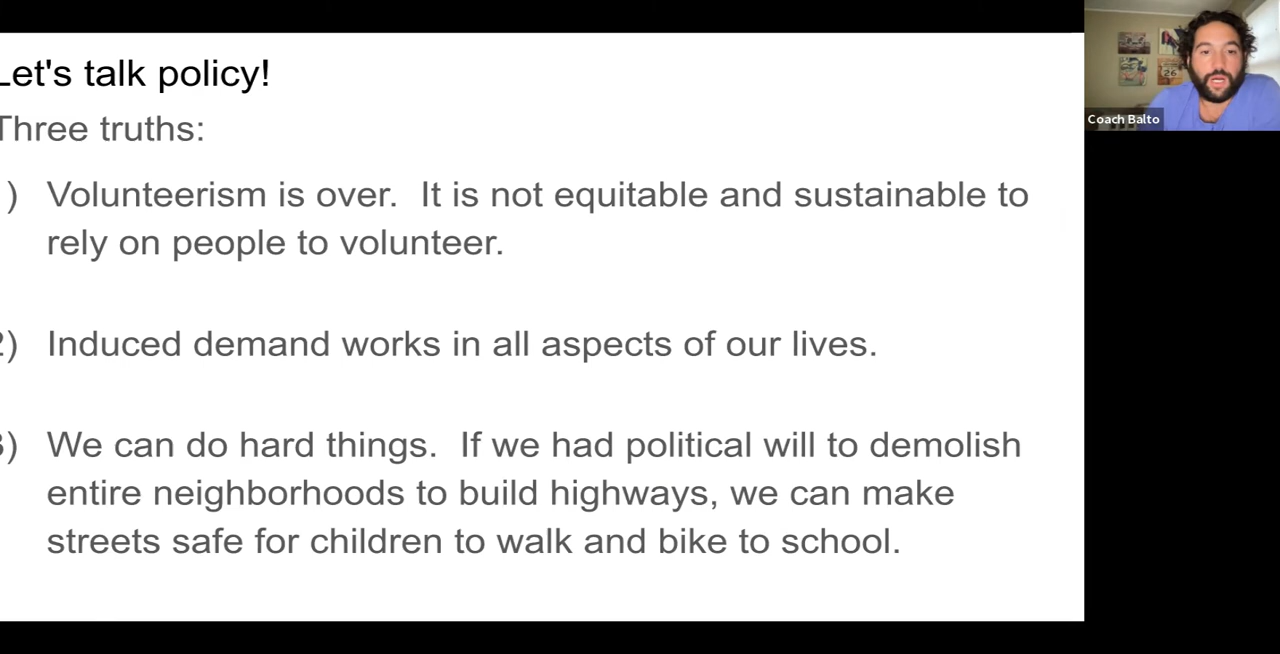 Let's talk policy!
Three truths:
) Volunteerism is over. It is not equitable and sustainable to
rely on people to volunteer.
2) Induced demand works in all aspects of our lives.
3) We can do hard things. If we had political will to demolish
entire neighborhoods to build highways, we can make
streets safe for children to walk and bike to school.
26
Coach Balto